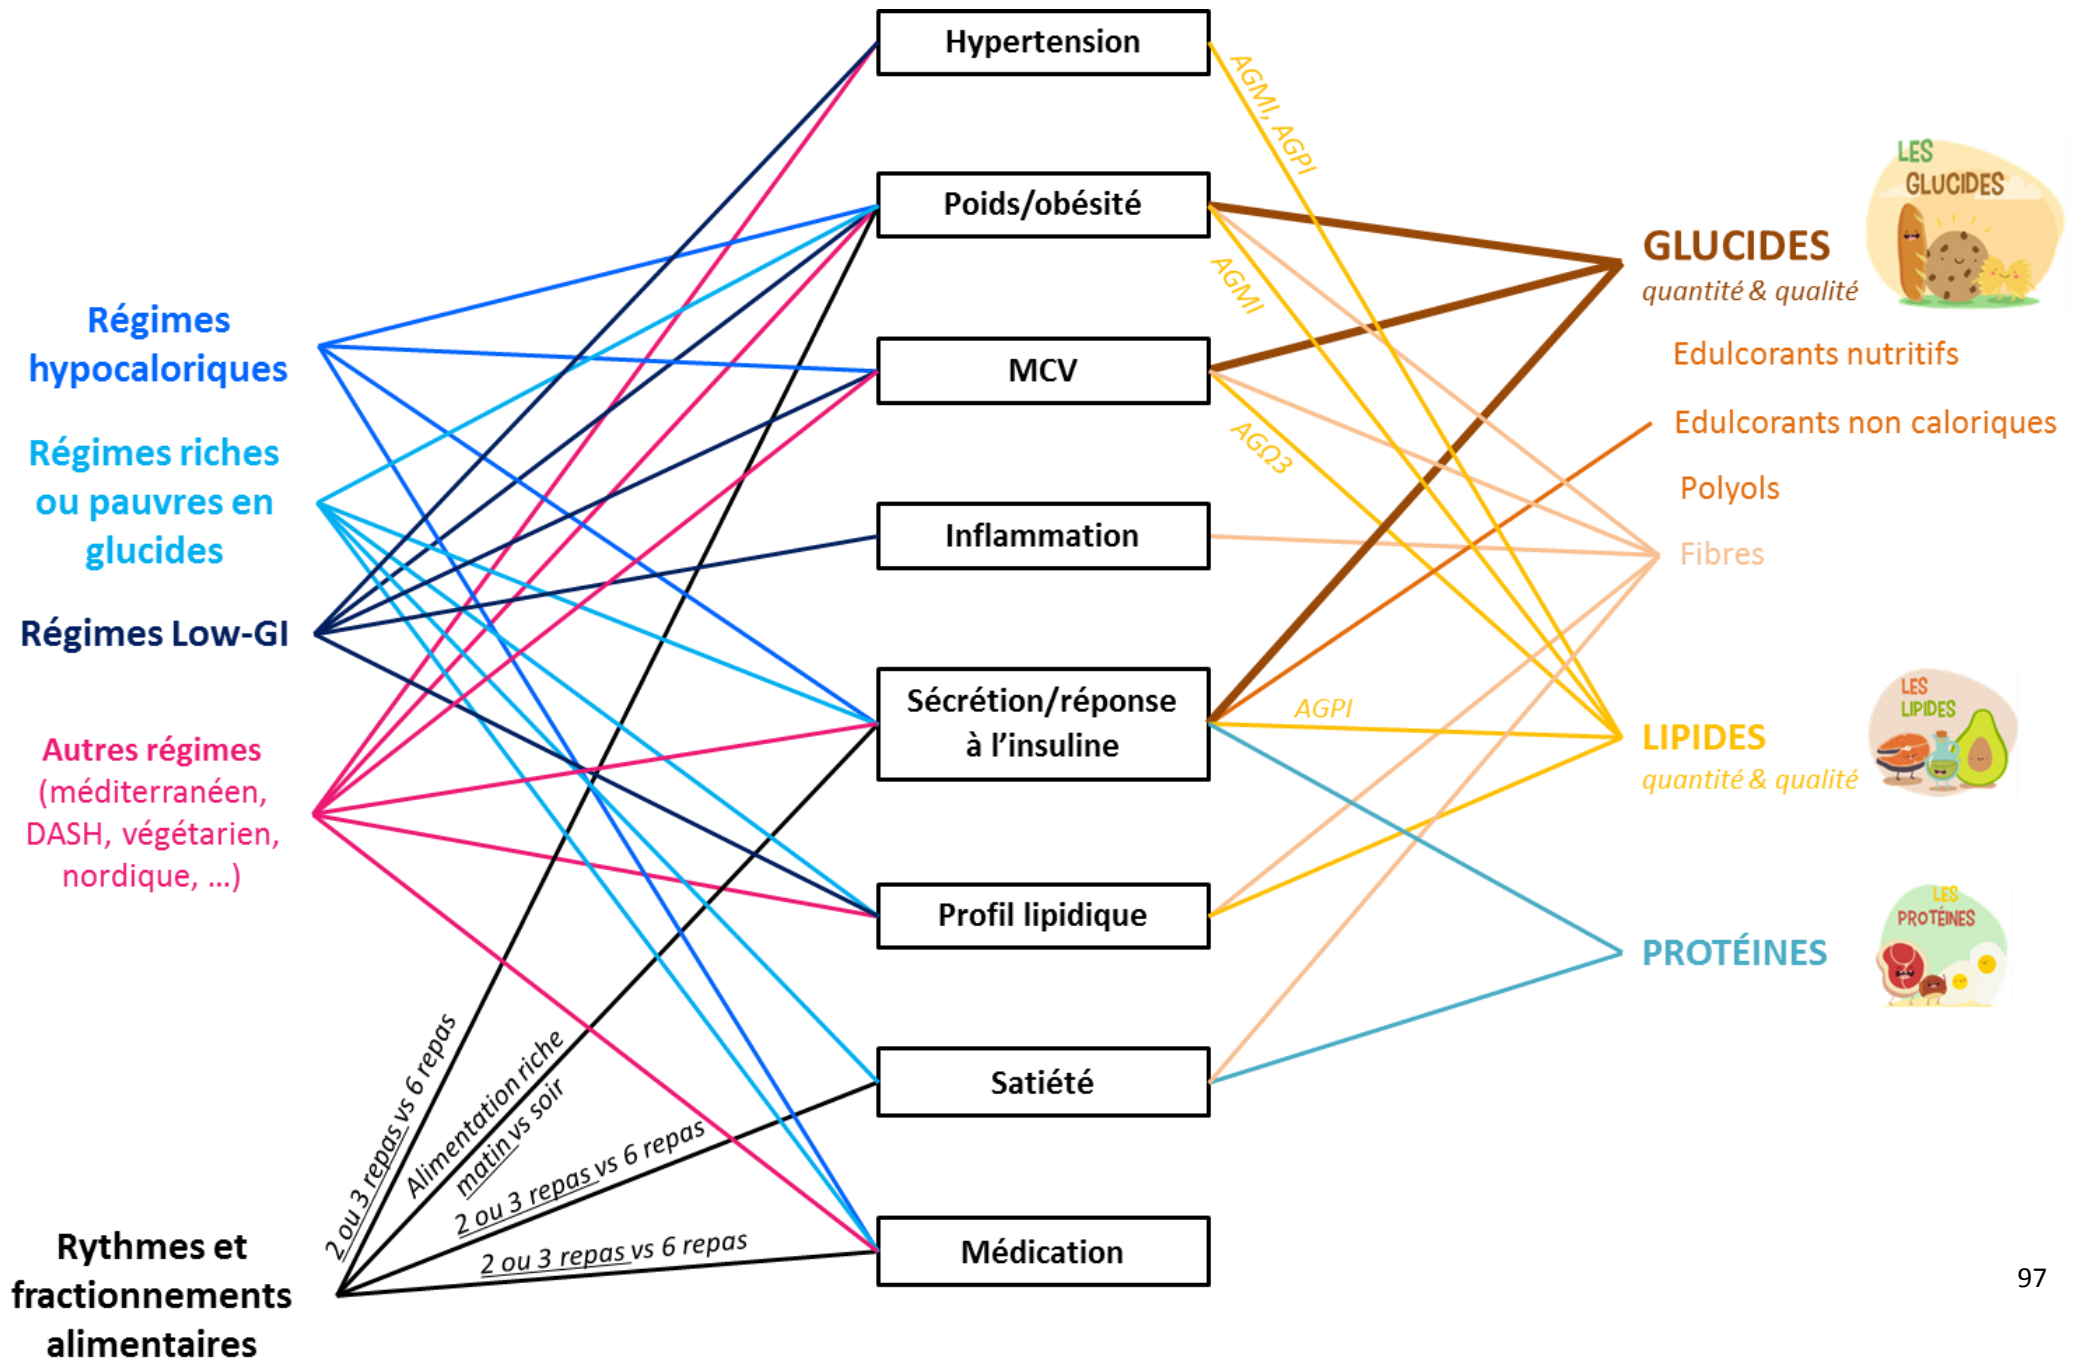 Régimes
hypocaloriques
Régimes riches
ou pauvres en
glucides
Régimes Low-GI
Autres régimes
(méditerranéen,
DASH, végétarien,
nordique, ...)
Rythmes et
fractionnements
alimentaires
2 ou 3 repas vs 6 repas
Alimentation riche
matin vs soir
2 ou 3 repas vs 6 repas
2 ou 3 repas vs 6 repas
Hypertension
Poids/obésité
MCV
Inflammation
Sécrétion/réponse
à l’insuline
Profil lipidique
Satiété
Médication
AGMI, AGPI
AGMI
AGΩ3
AGPI
GLUCIDES
quantité & qualité
LES
GLUCIDES
Edulcorants nutritifs
Edulcorants non caloriques
Polyols
Fibres
LIPIDES
quantité & qualité
LES
LIPIDES
PROTÉINES
LES
PROTÉINES
97